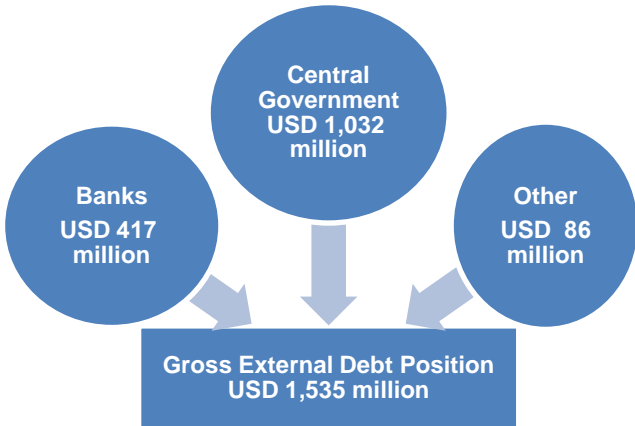 Central
Government
USD 1,032
million
Banks
USD 417
million
Other
USD  86
million
Gross External Debt Position
USD 1,535 million